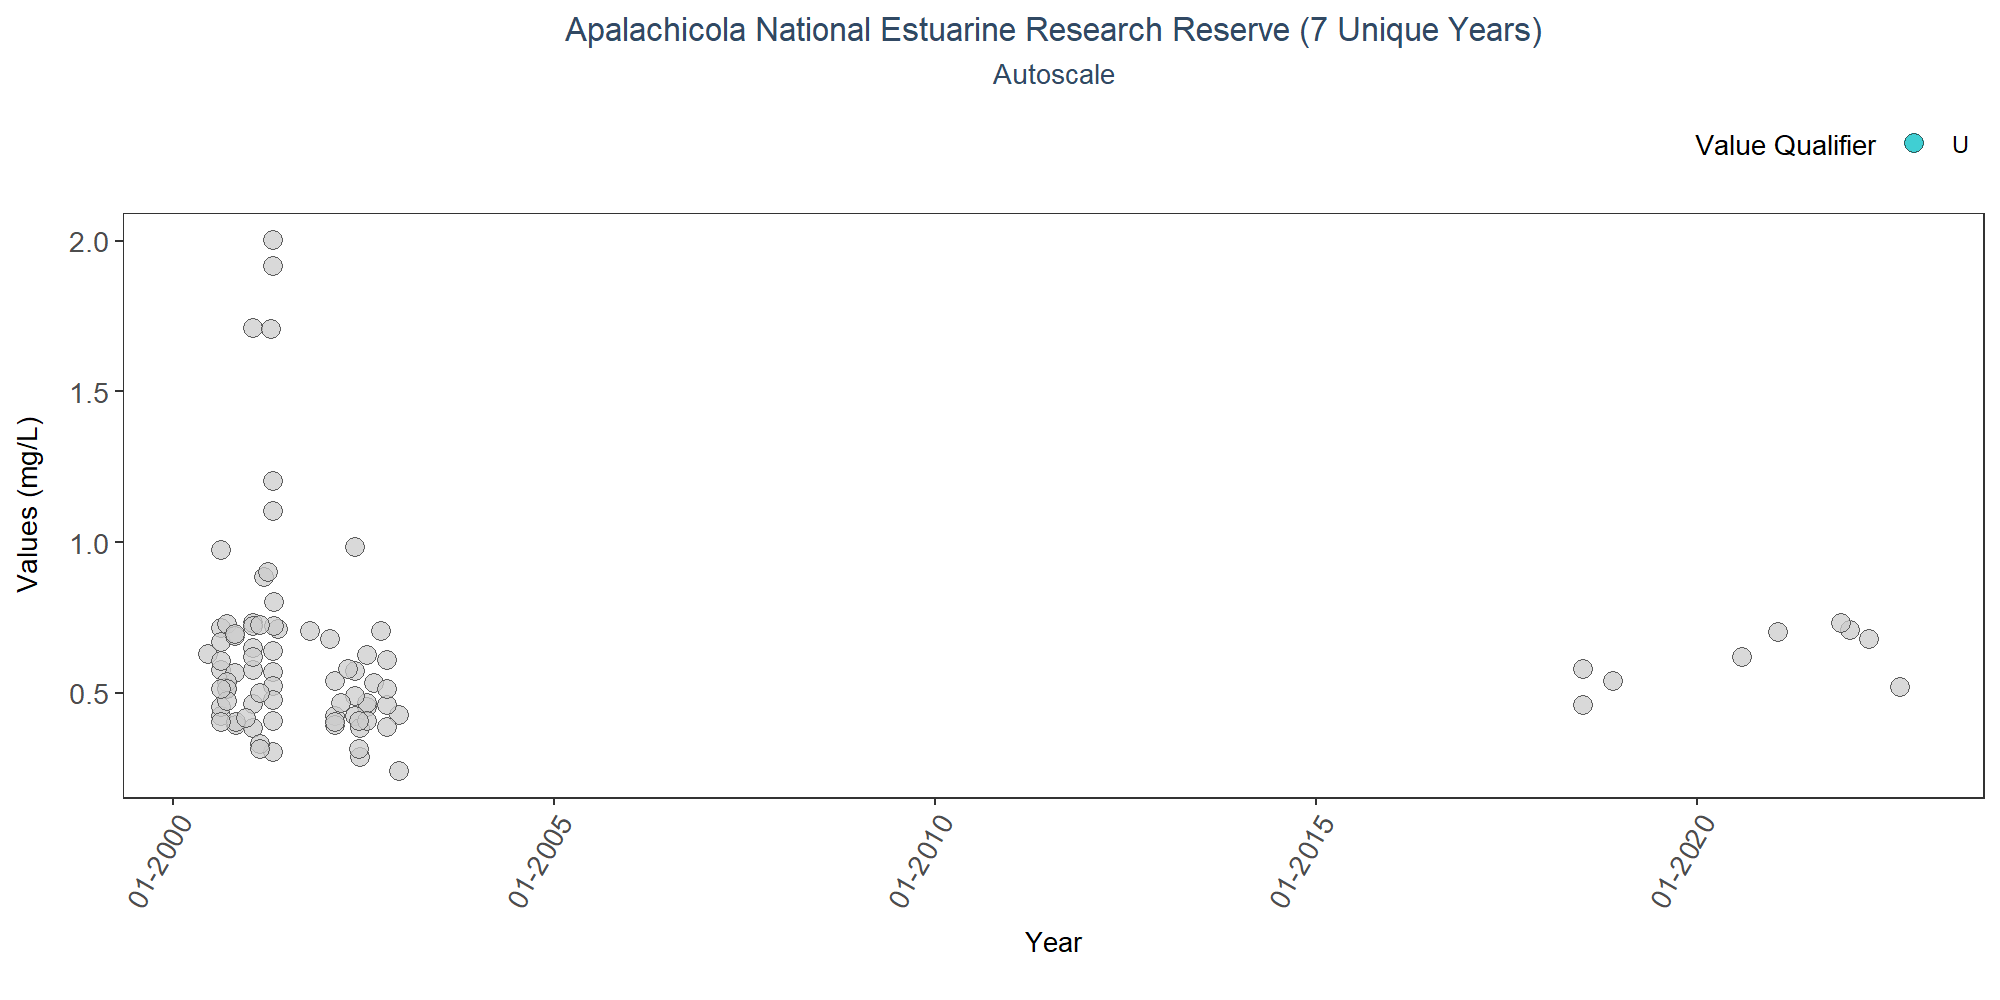 Apalachicola National Estuarine Research Reserve (7 Unique Years)
Autoscale
Value Qualifier U
Values (mg/L)
2.0
1.5
1.0
0.5
01-2000 01-2005 01-2010 01-2015 01-2020
Year